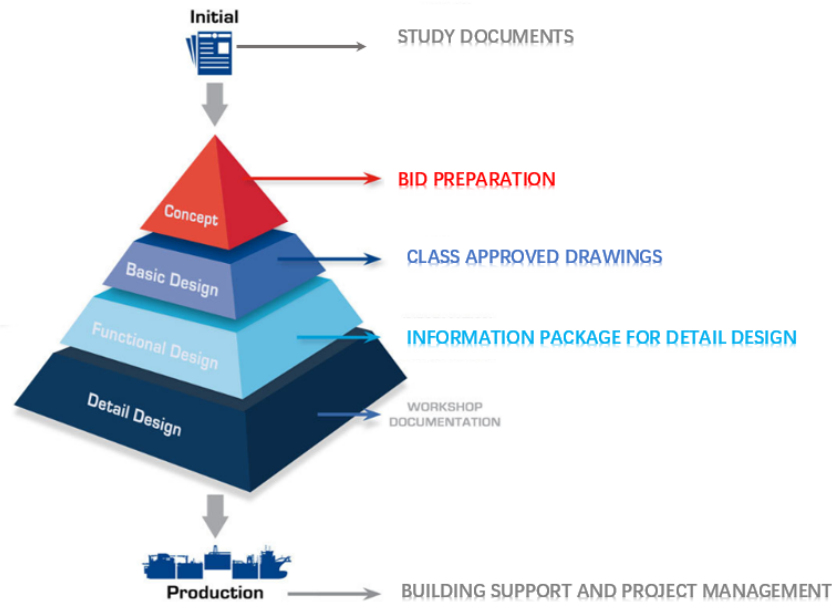 Initial
STUDY DOCUMENTS
Concept
BID PREPARATION
Basic Design
CLASS APPROVED DRAWINGS
Functional Design
INFORMATION PACKAGE FOR DETAIL DESIGN
Detail Design
WORKSHOP
DOCUMENTATION
Production
BUILDING SUPPORT AND PROJECT MANAGEMENT